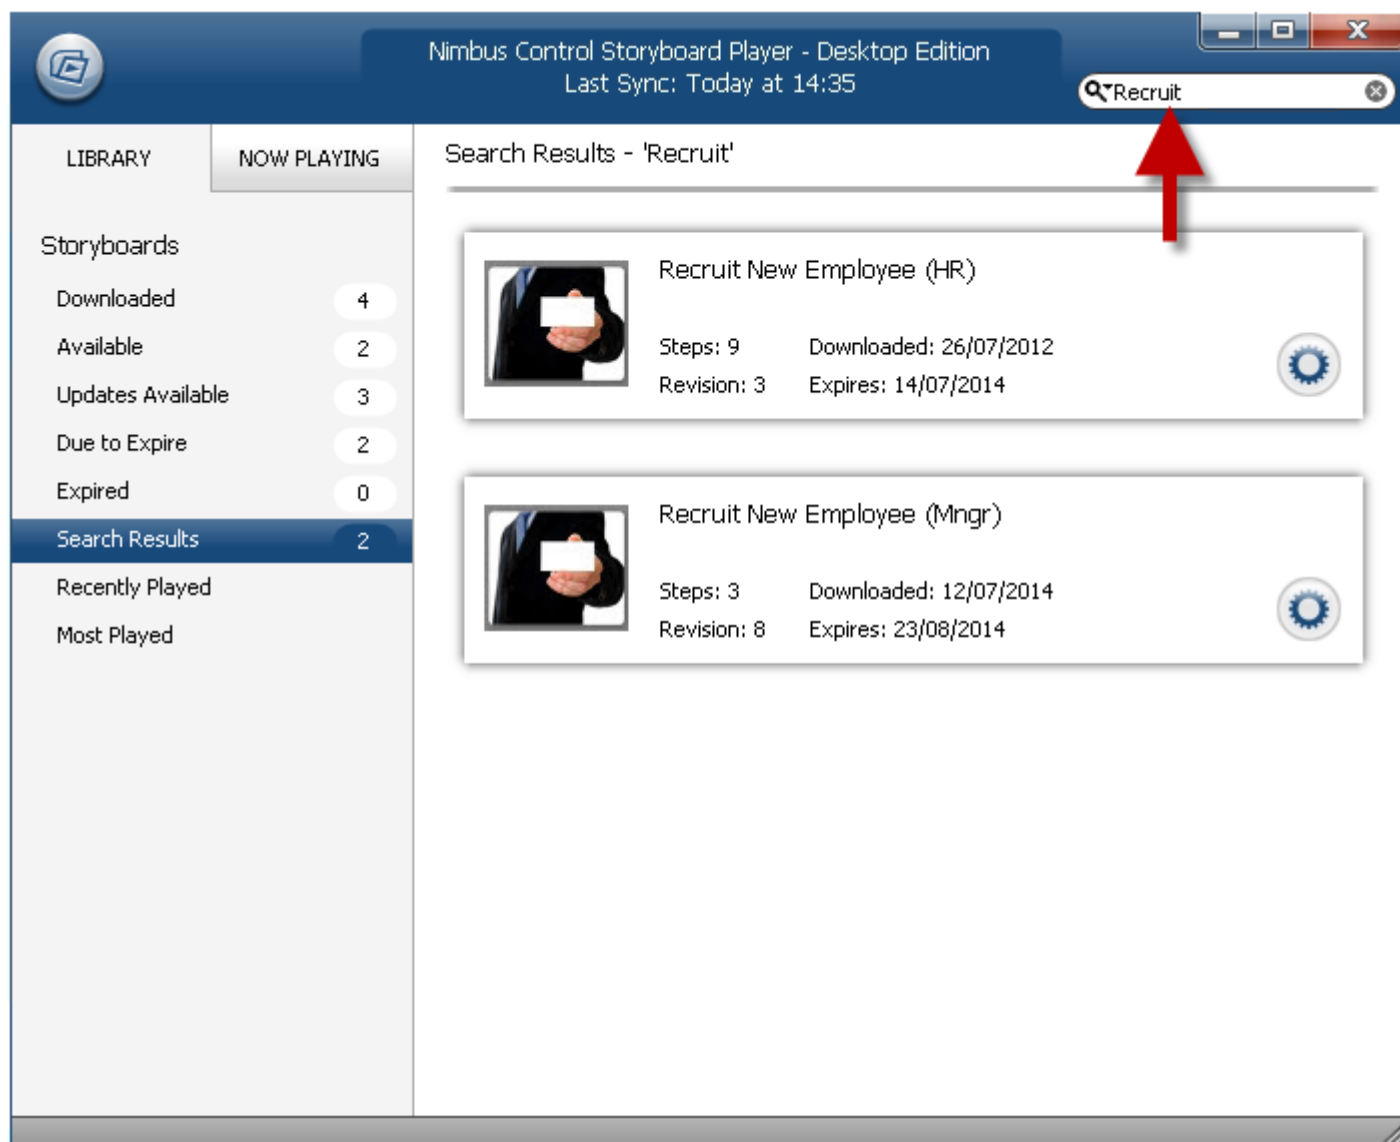 Nimbus Control Storyboard Player - Desktop Edition
Last Sync: Today at 14:35
Recruit
LIBRARY
NOW PLAYING
Storyboards
Downloaded 4
Available 2
Updates Available 3
Due to Expire 2
Expired 0
Search Results 2
Recently Played
Most Played
Search Results - 'Recruit'
Recruit New Employee (HR)
Steps: 9 Downloaded: 26/07/2012
Revision: 3 Expires: 14/07/2014
Recruit New Employee (Mngr)
Steps: 3 Downloaded: 12/07/2014
Revision: 8 Expires: 23/08/2014